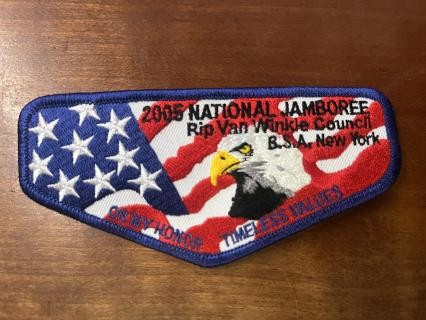 2005 NATIONAL JAMBOREE
Rip Van Winkle Council
B.S.A. New York
ON MY HONOR TIMELESS VALUES